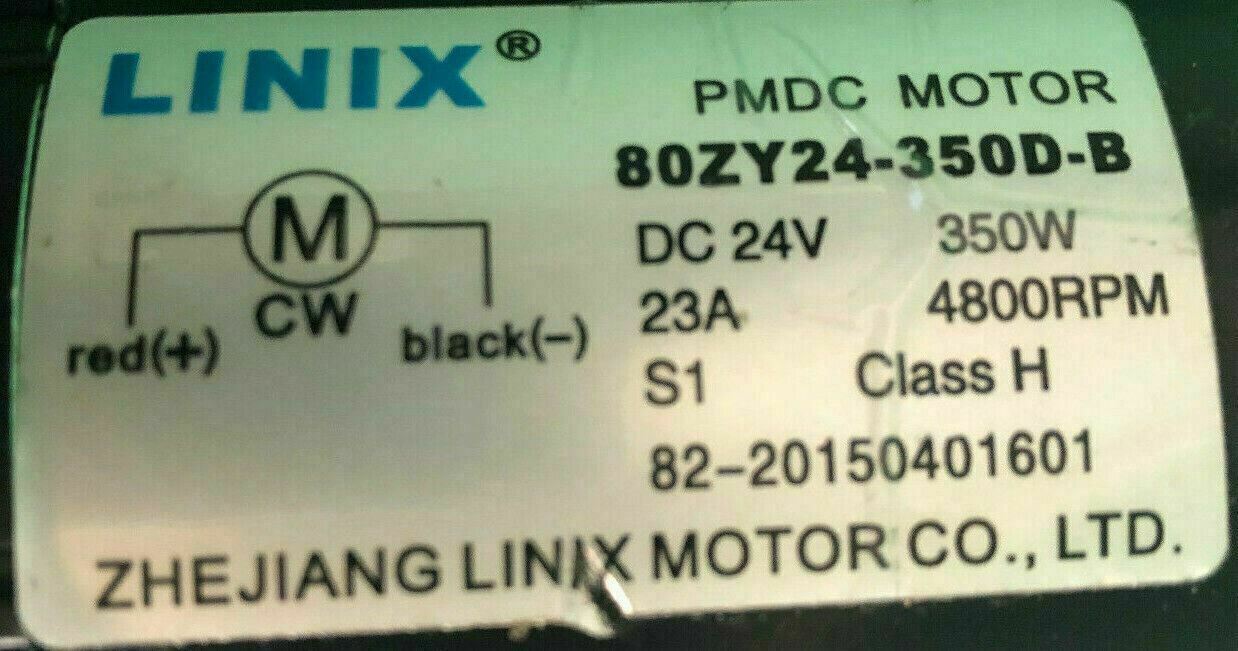 LINIX®
PMDC MOTOR
80ZY24-350D-B
M
CW
red(+) black(-)
DC 24V 350W
23A 4800RPM
S1 Class H
82-20150401601
ZHEJIANG LINIX MOTOR CO., LTD.